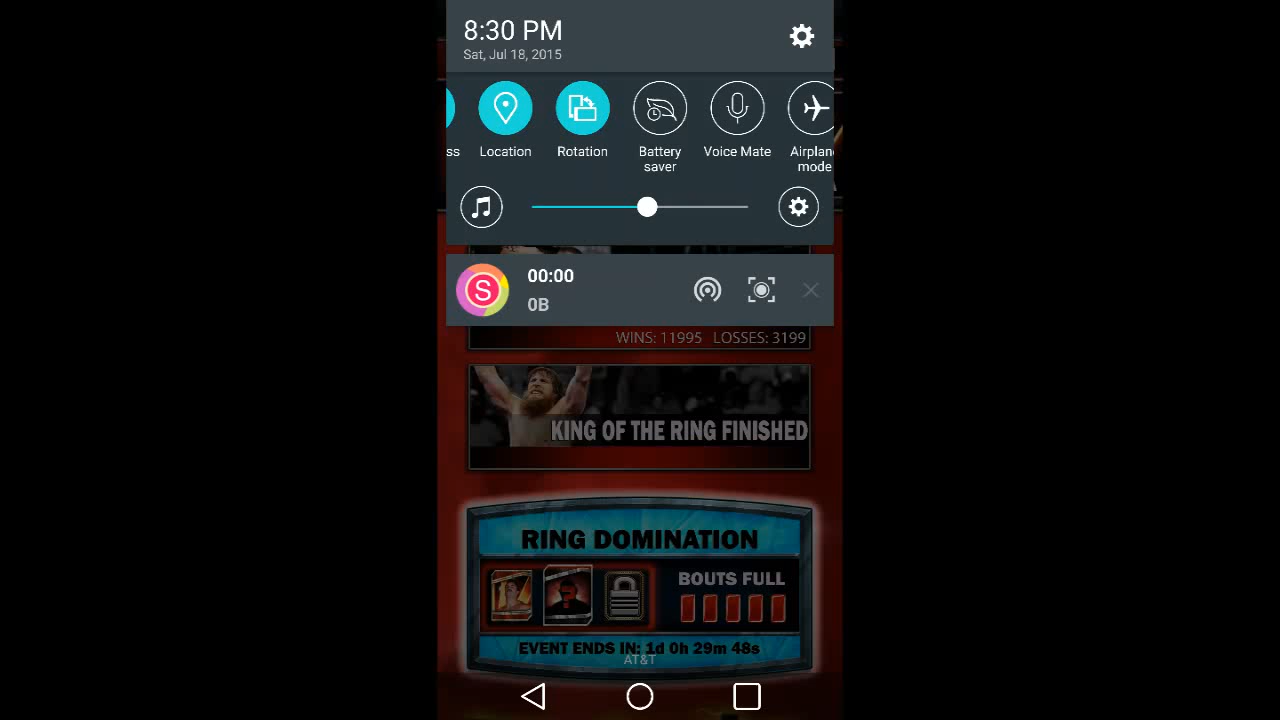 8:30 PM
Sat, Jul 18, 2015
ss
Location
Rotation
Battery
saver
Voice Mate
Airplan
mode
S
00:00
0B
WINS: 11995 LOSSES: 3199
KING OF THE RING FINISHED
RING DOMINATION
BOUTS FULL
EVENT ENDS IN: 1d 0h 29m 48s
AT&T